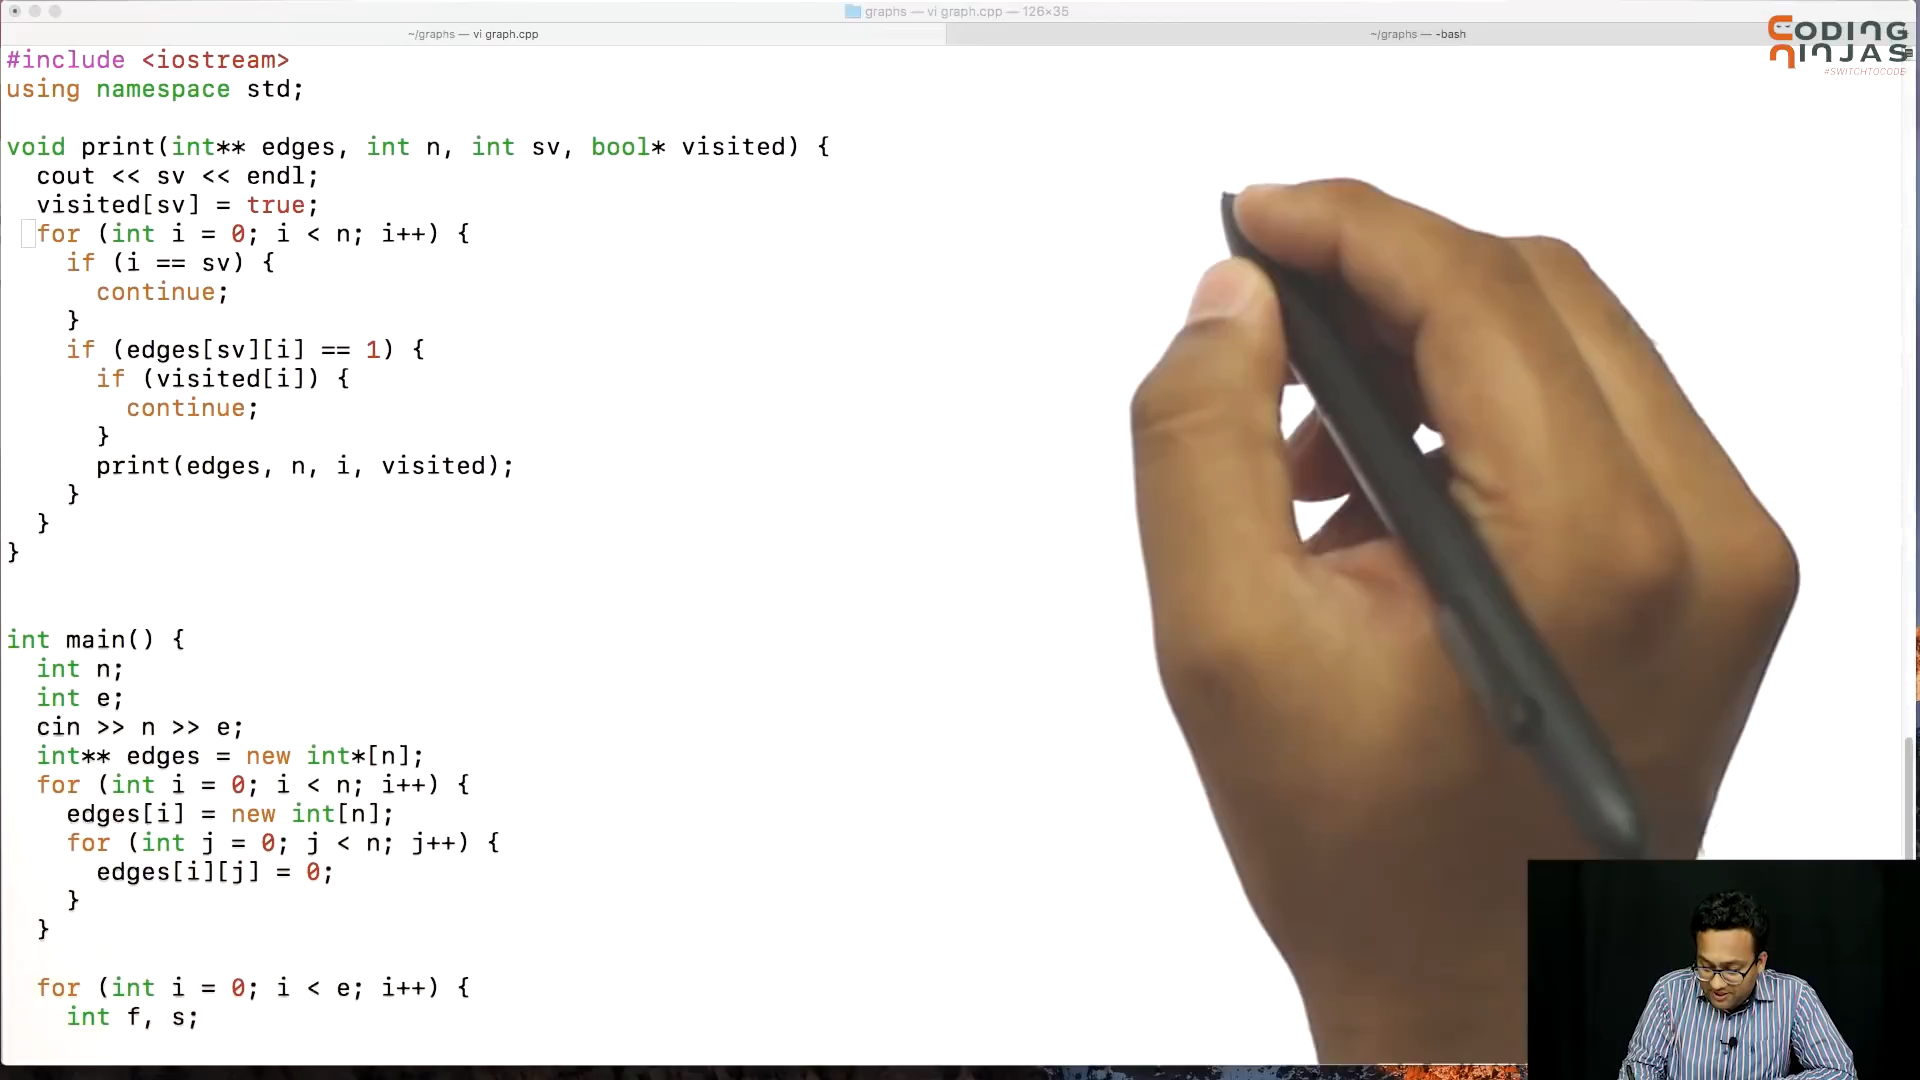 graphs — vi graph.cpp — 126×35
~/graphs — vi graph.cpp
~/graphs — -bash
CODING
NINJAS
#SWITCHTOCODE
#include <iostream>
using namespace std;
void print(int** edges, int n, int sv, bool* visited) {
  cout << sv << endl;
  visited[sv] = true;
  for (int i = 0; i < n; i++) {
    if (i == sv) {
      continue;
    }
    if (edges[sv][i] == 1) {
      if (visited[i]) {
        continue;
      }
      print(edges, n, i, visited);
    }
  }
}
int main() {
  int n;
  int e;
  cin >> n >> e;
  int** edges = new int*[n];
  for (int i = 0; i < n; i++) {
    edges[i] = new int[n];
    for (int j = 0; j < n; j++) {
      edges[i][j] = 0;
    }
  }
  for (int i = 0; i < e; i++) {
    int f, s;